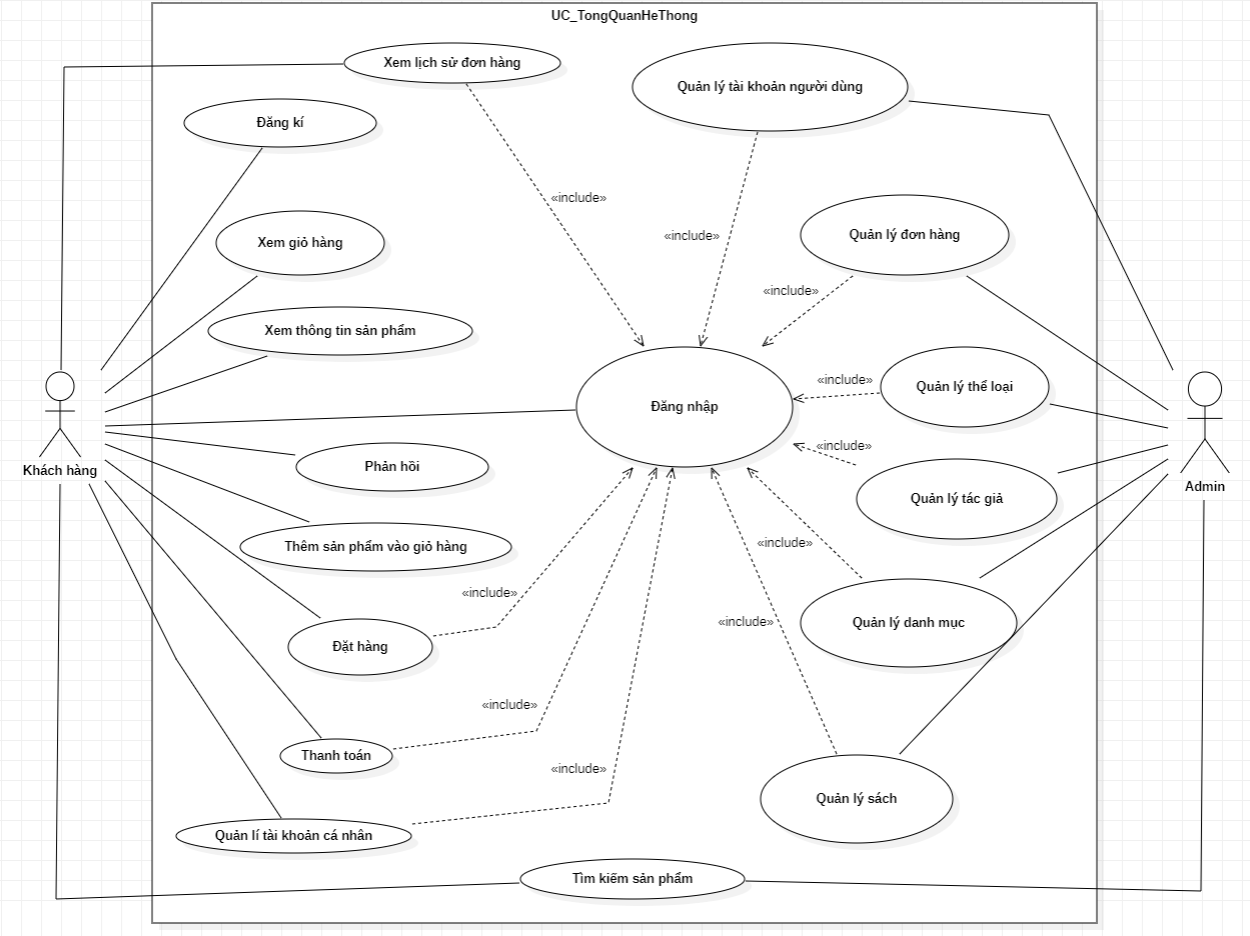 UC_TongQuanHeThong
Xem lịch sử đơn hàng
Quản lý tài khoản người dùng
Đăng kí
«include»
«include»
Xem giỏ hàng
Quản lý đơn hàng
«include»
Xem thông tin sản phẩm
Đăng nhập
«include»
Quản lý thể loại
Khách hàng
Admin
Phản hồi
«include»
Quản lý tác giả
Thêm sản phẩm vào giỏ hàng
«include»
«include»
Đặt hàng
«include»
Quản lý danh mục
«include»
Thanh toán
«include»
Quản lý sách
Quản lí tài khoản cá nhân
Tìm kiếm sản phẩm